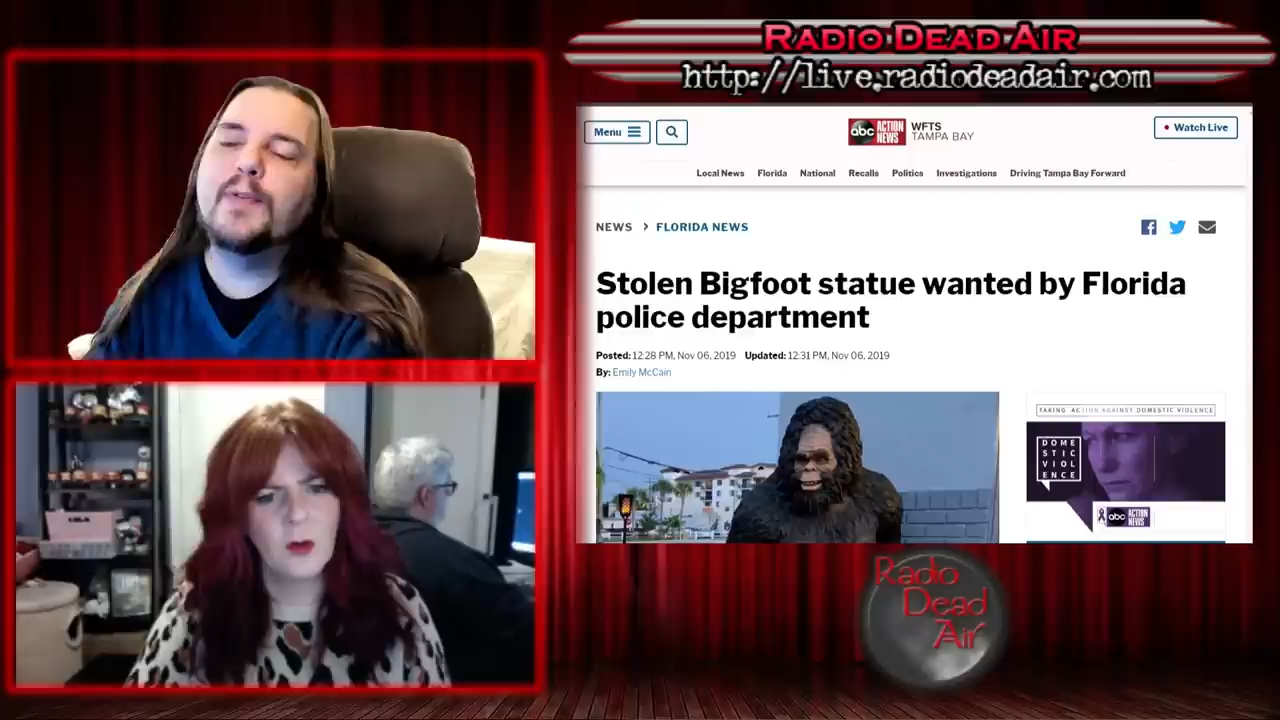 RADIO DEAD AIR
http://live.radiodeadair.com
Menu
abc ACTION NEWS WFTS TAMPA BAY
Watch Live
Local News Florida National Recalls Politics Investigations Driving Tampa Bay Forward
NEWS > FLORIDA NEWS
Stolen Bigfoot statue wanted by Florida
police department
Posted: 12:28 PM, Nov 06, 2019 Updated: 12:31 PM, Nov 06, 2019
By: Emily McCain
TAKING ACTION AGAINST DOMESTIC VIOLENCE
DOME
STIC
VIOL
ENCE
abc ACTION NEWS
Radio
Dead
Air